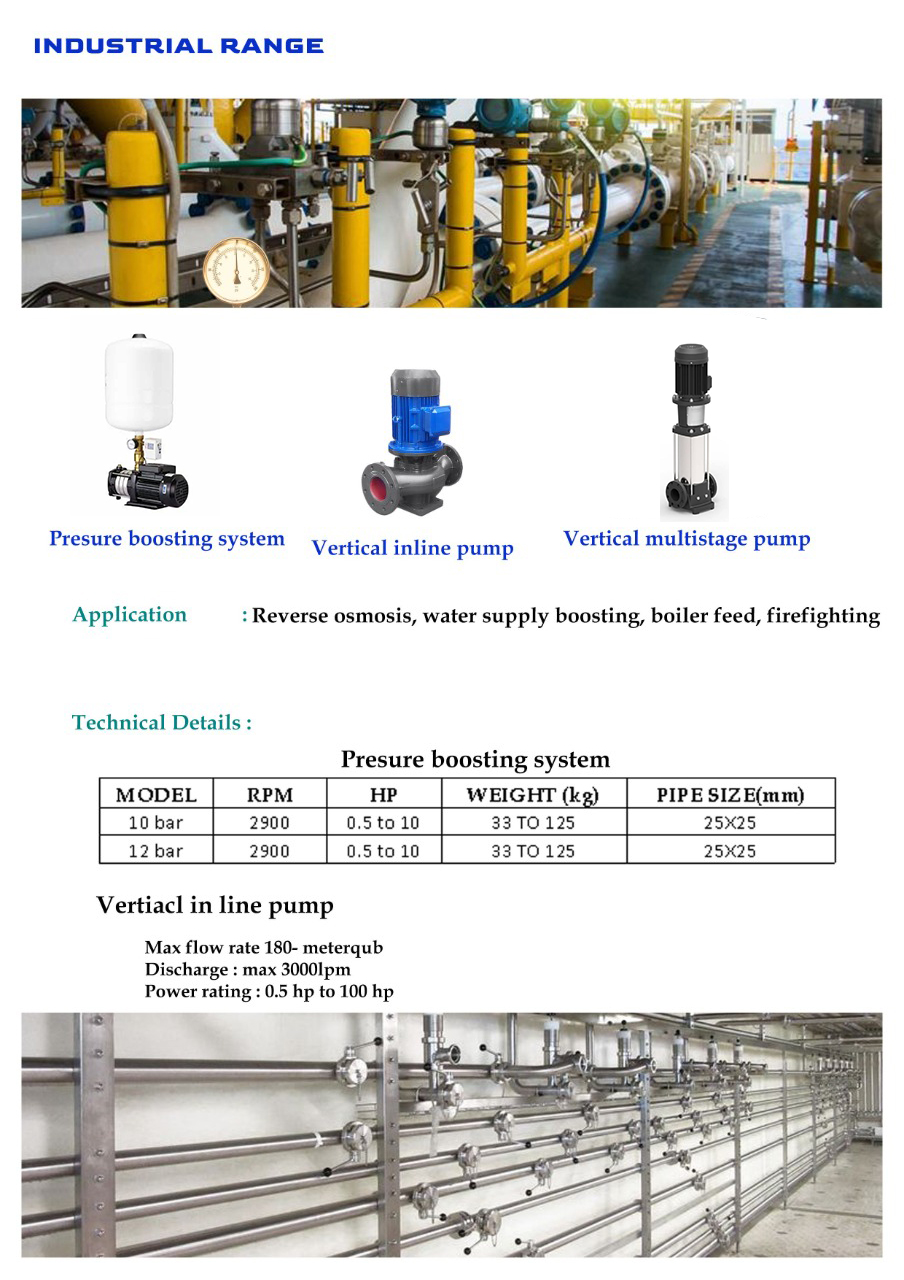 INDUSTRIAL RANGE
Presure boosting system
Vertical inline pump
Vertical multistage pump
Application : Reverse osmosis, water supply boosting, boiler feed, firefighting
Technical Details :
Presure boosting system
MODEL RPM HP WEIGHT (kg) PIPE SIZE(mm)
10 bar 2900 0.5 to 10 33 TO 125 25X25
12 bar 2900 0.5 to 10 33 TO 125 25X25
Vertiacl in line pump
Max flow rate 180- meterqub
Discharge : max 3000lpm
Power rating : 0.5 hp to 100 hp